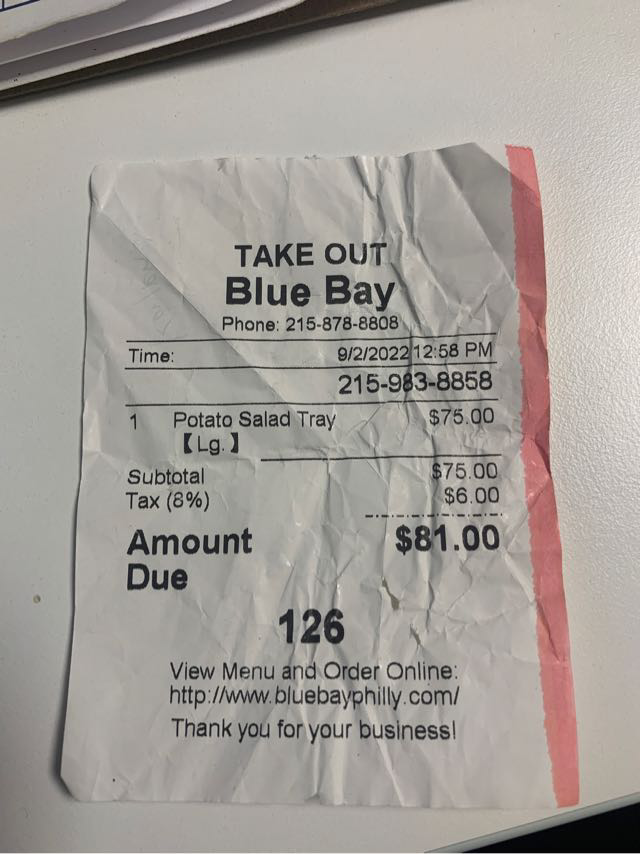 TAKE OUT
Blue Bay
Phone: 215-878-8808
Time: 9/2/2022 12:58 PM
215-983-8858
1 Potato Salad Tray $75.00
【Lg.】
Subtotal $75.00
Tax (8%) $6.00
Amount Due $81.00
126
View Menu and Order Online:
http://www.bluebayphilly.com/
Thank you for your business!